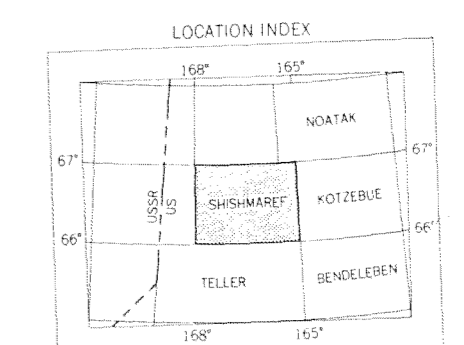 LOCATION INDEX
168° 165°
NOATAK
67° 67°
USSR
US
SHISHMAREF KOTZEBUE
66° 66°
TELLER BENDELEBEN
168° 165°